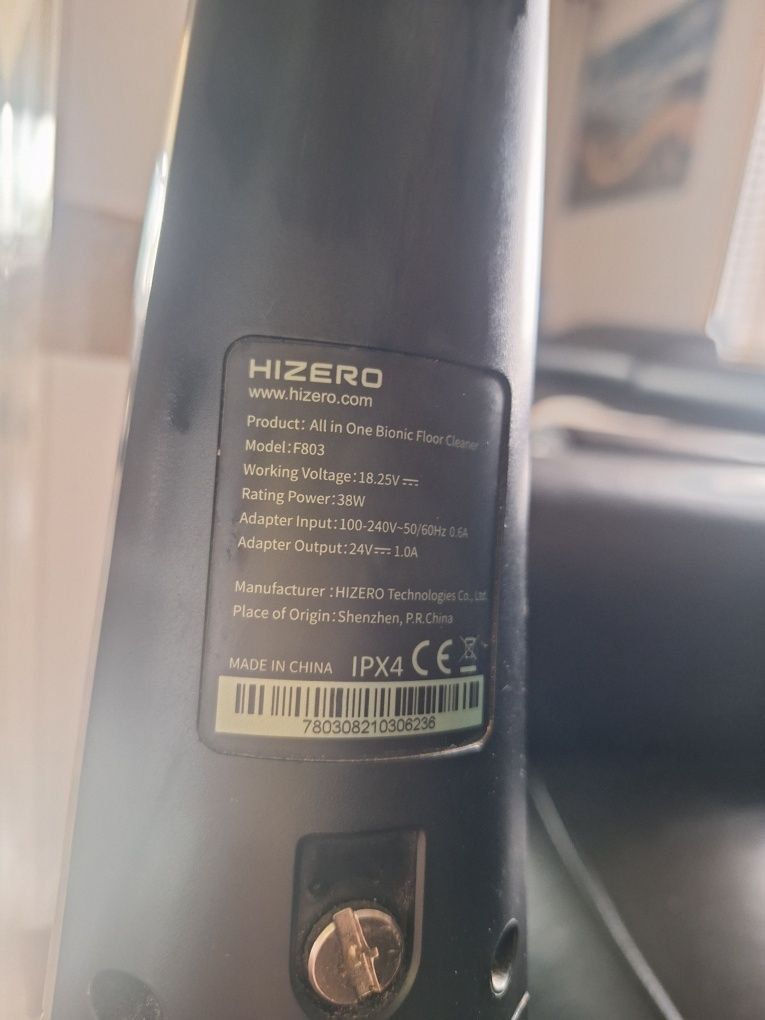 HIZERO
www.hizero.com
Product: All in One Bionic Floor Cleaner
Model:F803
Working Voltage:18.25V⎓
Rating Power:38W
Adapter Input:100-240V~50/60Hz 0.6A
Adapter Output:24V⎓ 1.0A
Manufacturer :HIZERO Technologies Co., Ltd.
Place of Origin:Shenzhen, P.R.China
MADE IN CHINA IPX4 CE
780308210306236